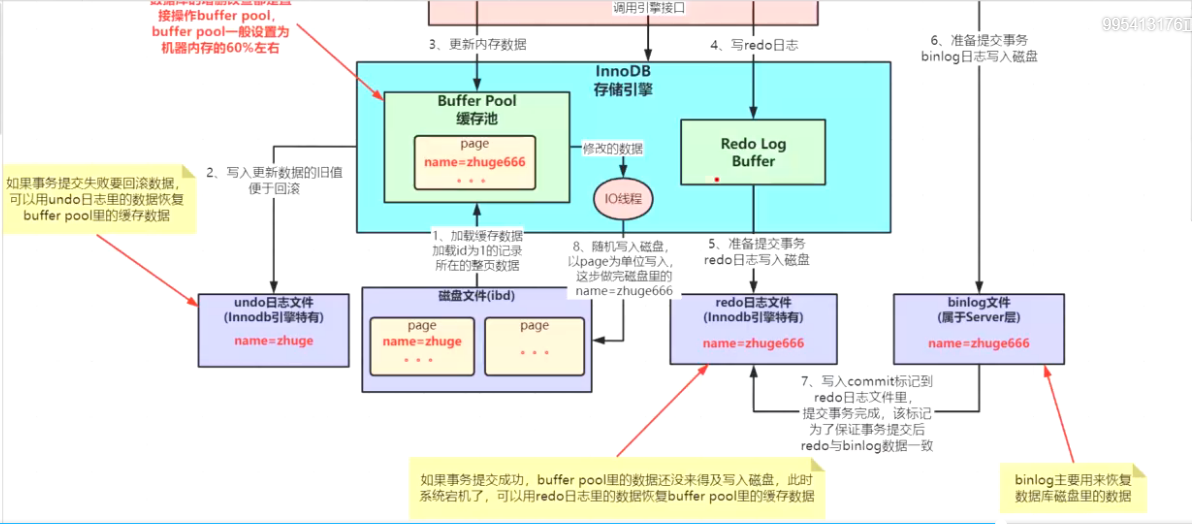 接操作buffer pool，
buffer pool一般设置为
机器内存的60%左右
调用引擎接口
995413176
3、更新内存数据
4、写redo日志
6、准备提交事务
binlog日志写入磁盘
InnoDB
存储引擎
Buffer Pool
缓存池
page
name=zhuge666
。。。
修改的数据
IO线程
Redo Log
Buffer
2、写入更新数据的旧值
便于回滚
如果事务提交失败要回滚数据，
可以用undo日志里的数据恢复
buffer pool里的缓存数据
1、加载缓存数据
加载id为1的记录
所在的整页数据
8、随机写入磁盘，
以page为单位写入，
这步做完磁盘里的
name=zhuge666
5、准备提交事务
redo日志写入磁盘
undo日志文件
(Innodb引擎特有)
name=zhuge
磁盘文件(ibd)
page
name=zhuge
。。。
page
。。。
redo日志文件
(Innodb引擎特有)
name=zhuge666
binlog文件
(属于Server层)
name=zhuge666
7、写入commit标记到
redo日志文件里，
提交事务完成，该标记
为了保证事务提交后
redo与binlog数据一致
如果事务提交成功，buffer pool里的数据还没来得及写入磁盘，此时
系统宕机了，可以用redo日志里的数据恢复buffer pool里的缓存数据
binlog主要用来恢复
数据库磁盘里的数据